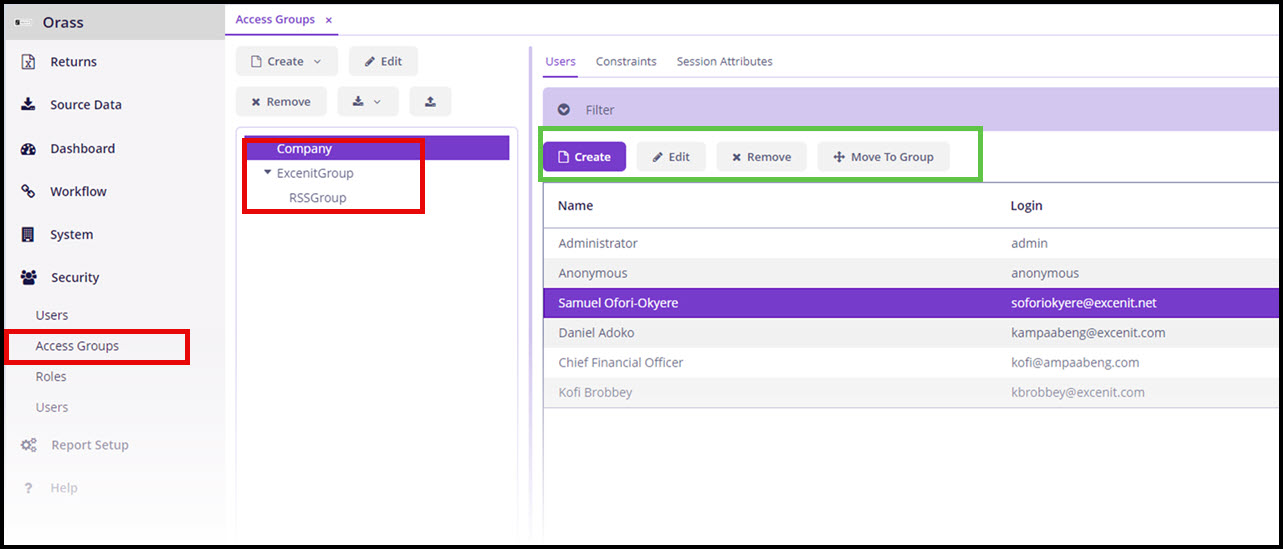 Orass
Returns
Source Data
Dashboard
Workflow
System
Security
Users
Access Groups
Roles
Users
Report Setup
? Help
Access Groups ×
Create
Edit
Remove
Company
ExcenitGroup
RSSGroup
Users Constraints Session Attributes
Filter
Create Edit Remove Move To Group
Name Login
Administrator admin
Anonymous anonymous
Samuel Ofori-Okyere soforiokyere@excenit.net
Daniel Adoko kampaabeng@excenit.com
Chief Financial Officer kofi@ampaabeng.com
Kofi Brobbey kbrobbey@excenit.com